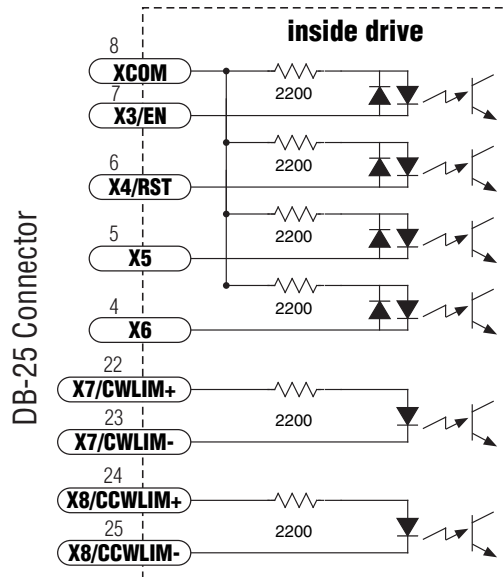 inside drive
8
XCOM
2200
7
X3/EN
2200
6
X4/RST
2200
5
X5
2200
4
X6
22
X7/CWLIM+
2200
23
X7/CWLIM-
24
X8/CCWLIM+
2200
25
X8/CCWLIM-
DB-25 Connector